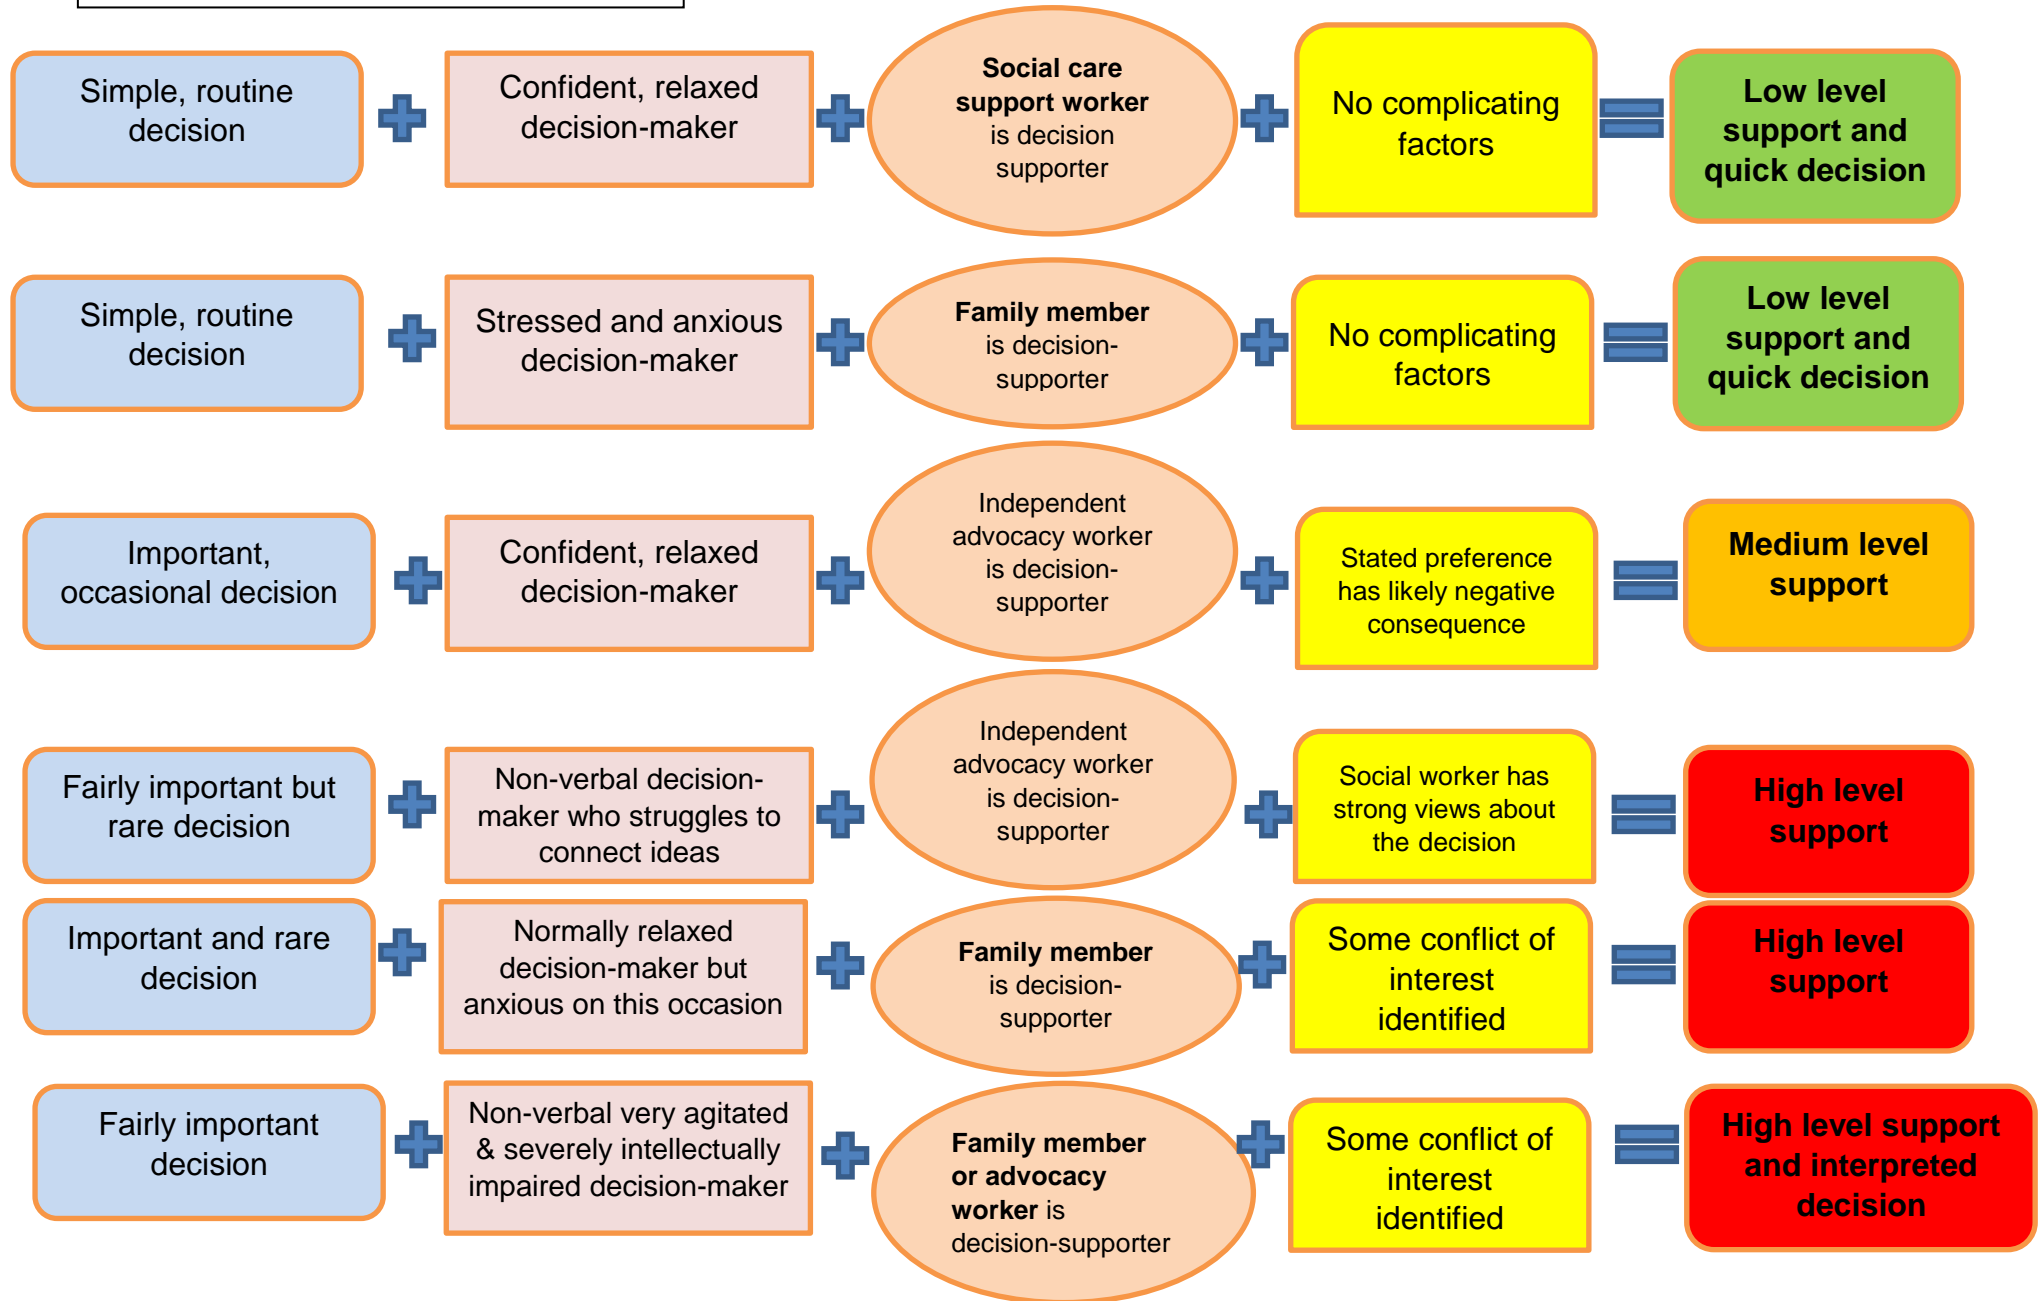 Simple, routine
decision
Confident, relaxed
decision-maker
Social care
support worker
is decision
supporter
No complicating
factors
Low level
support and
quick decision
Simple, routine
decision
Stressed and anxious
decision-maker
Family member
is decision-
supporter
No complicating
factors
Low level
support and
quick decision
Important,
occasional decision
Confident, relaxed
decision-maker
Independent
advocacy worker
is decision-
supporter
Stated preference
has likely negative
consequence
Medium level
support
Fairly important but
rare decision
Non-verbal decision-
maker who struggles to
connect ideas
Independent
advocacy worker
is decision-
supporter
Social worker has
strong views about
the decision
High level
support
Important and rare
decision
Normally relaxed
decision-maker but
anxious on this occasion
Family member
is decision-
supporter
Some conflict of
interest
identified
High level
support
Fairly important
decision
Non-verbal very agitated
& severely intellectually
impaired decision-maker
Family member
or advocacy
worker is
decision-supporter
Some conflict of
interest
identified
High level support
and interpreted
decision